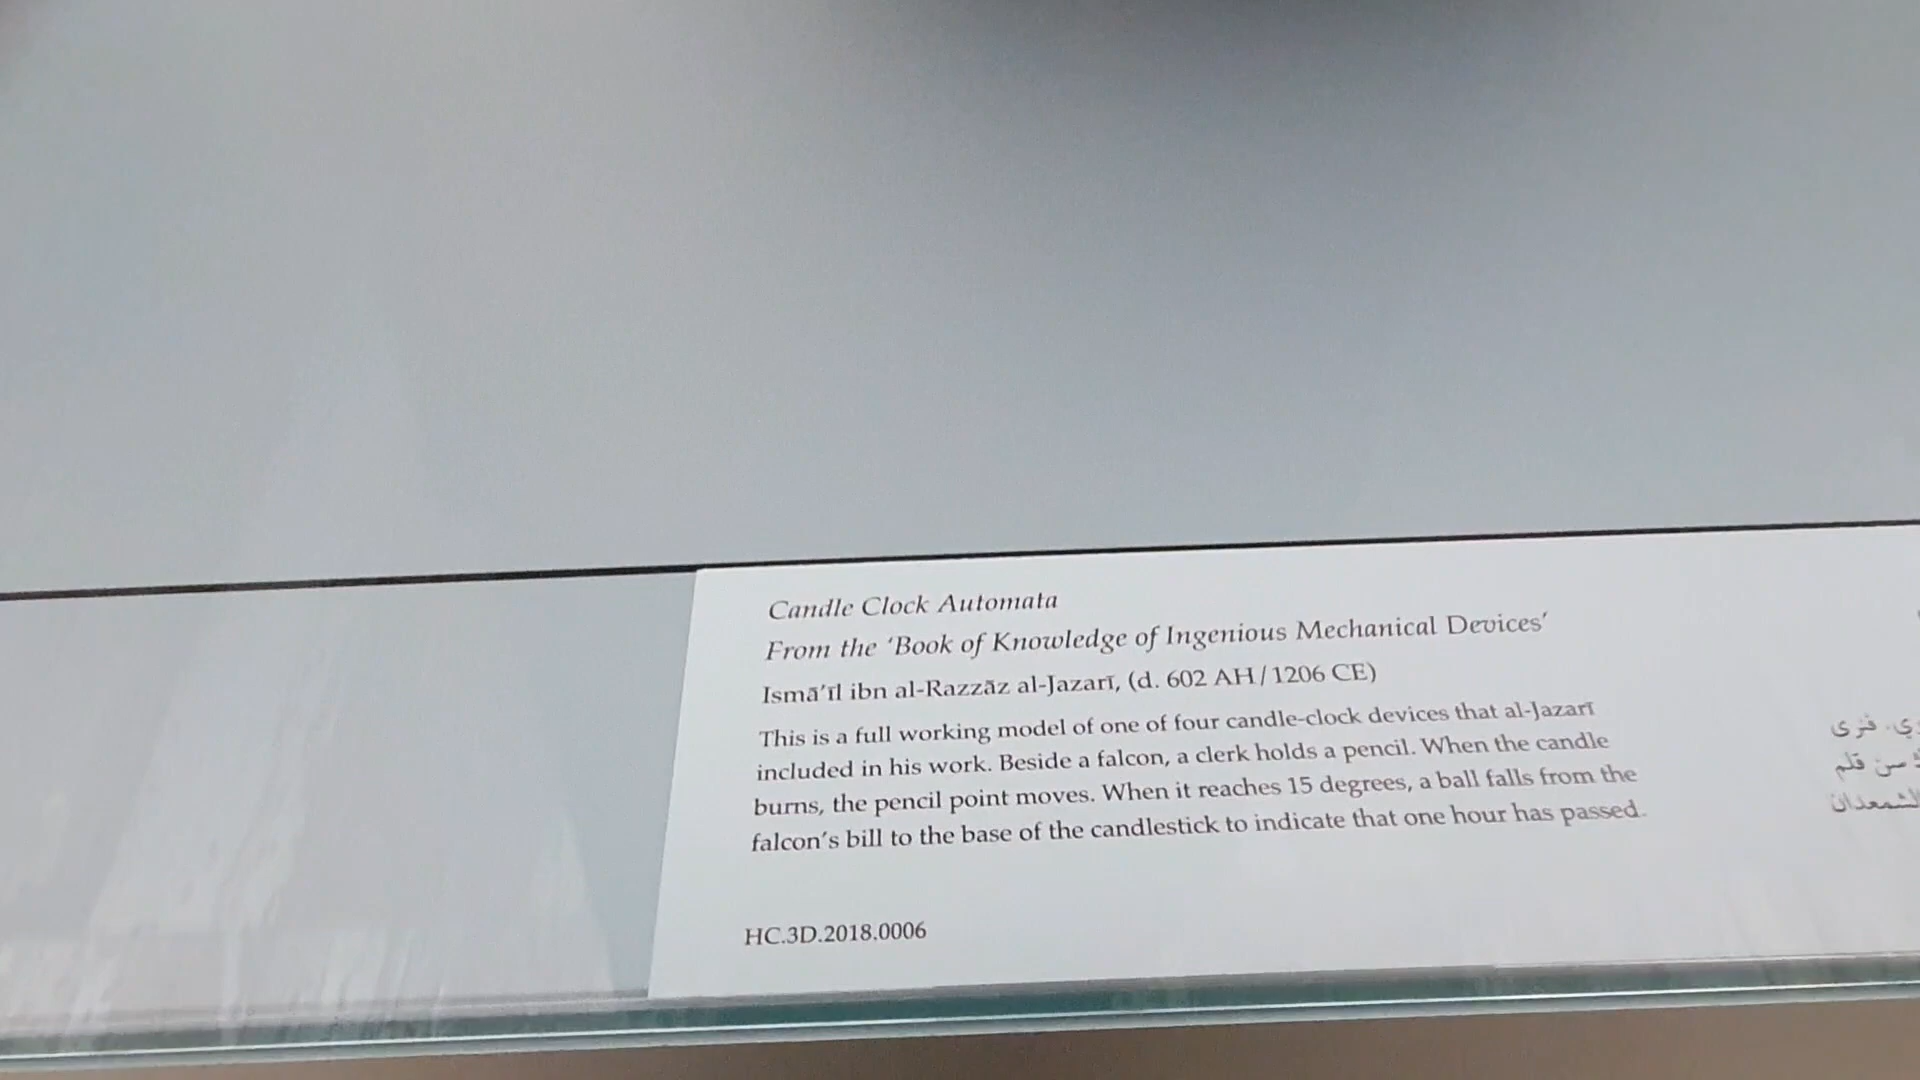 Candle Clock Automata
From the ‘Book of Knowledge of Ingenious Mechanical Devices’
Ismā‘īl ibn al-Razzāz al-Jazarī, (d. 602 AH / 1206 CE)
This is a full working model of one of four candle-clock devices that al-Jazarī
included in his work. Beside a falcon, a clerk holds a pencil. When the candle
burns, the pencil point moves. When it reaches 15 degrees, a ball falls from the
falcon’s bill to the base of the candlestick to indicate that one hour has passed.
HC.3D.2018.0006
سن قلم
الشمعدان